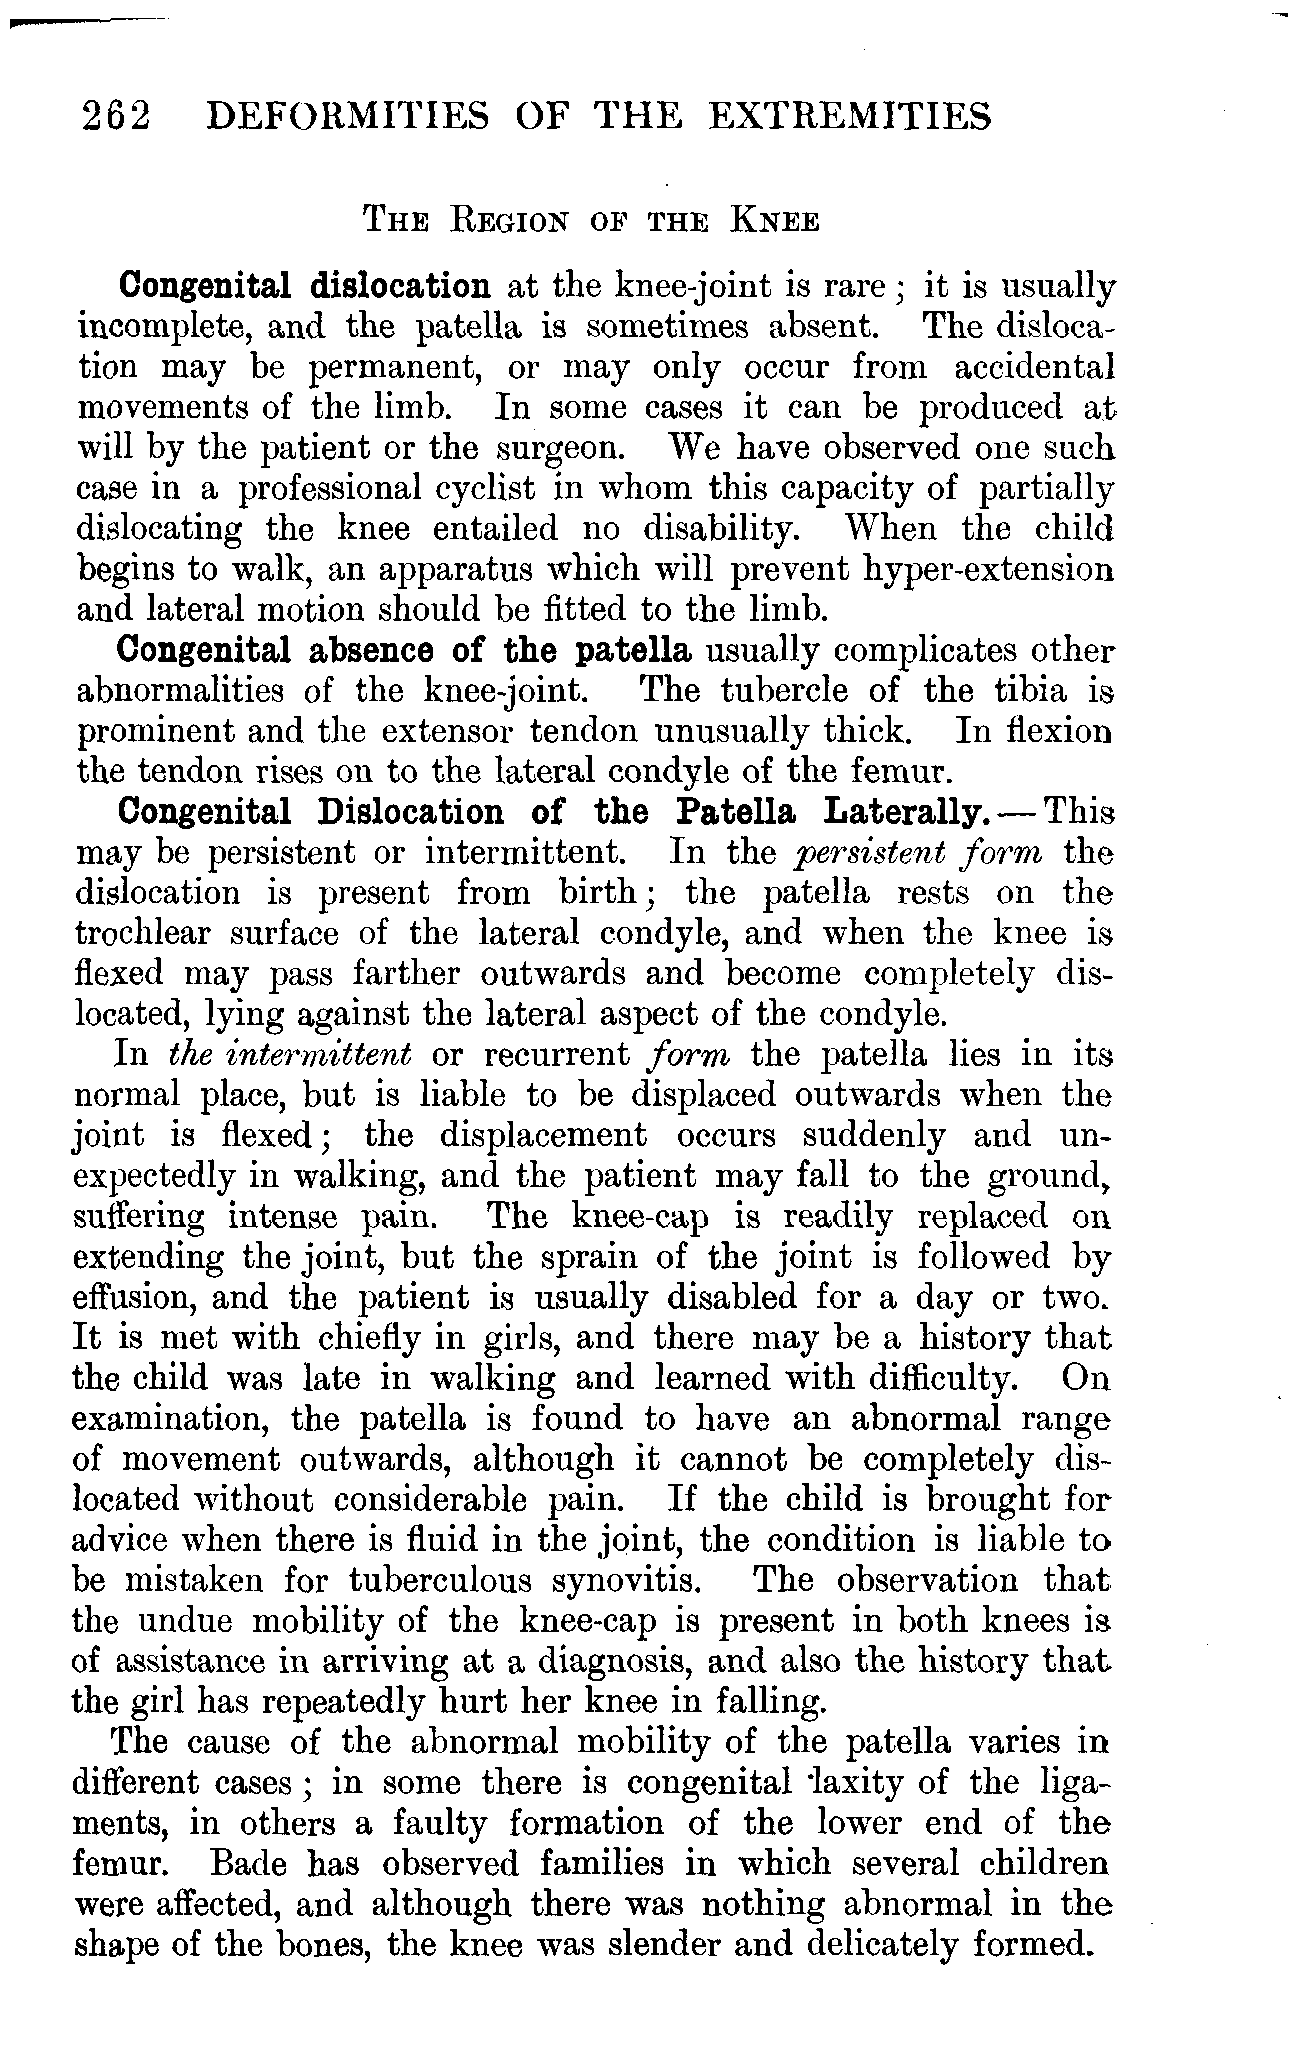 262 DEFORMITIES OF THE EXTREMITIES
THE REGION OF THE KNEE
Congenital dislocation at the knee-joint is rare ; it is usually
incomplete, and the patella is sometimes absent. The disloca-
tion may be permanent, or may only occur from accidental
movements of the limb. In some cases it can be produced at
will by the patient or the surgeon. We have observed one such
case in a professional cyclist in whom this capacity of partially
dislocating the knee entailed no disability. When the child
begins to walk, an apparatus which will prevent hyper-extension
and lateral motion should be fitted to the limb.
Congenital absence of the patella usually complicates other
abnormalities of the knee-joint. The tubercle of the tibia is
prominent and the extensor tendon unusually thick. In flexion
the tendon rises on to the lateral condyle of the femur.
Congenital Dislocation of the Patella Laterally.—This
may be persistent or intermittent. In the persistent form the
dislocation is present from birth ; the patella rests on the
trochlear surface of the lateral condyle, and when the knee is
flexed may pass farther outwards and become completely dis-
located, lying against the lateral aspect of the condyle.
In the intermittent or recurrent form the patella lies in its
normal place, but is liable to be displaced outwards when the
joint is flexed ; the displacement occurs suddenly and un-
expectedly in walking, and the patient may fall to the ground,
suffering intense pain. The knee-cap is readily replaced on
extending the joint, but the sprain of the joint is followed by
effusion, and the patient is usually disabled for a day or two.
It is met with chiefly in girls, and there may be a history that
the child was late in walking and learned with difficulty. On
examination, the patella is found to have an abnormal range
of movement outwards, although it cannot be completely dis-
located without considerable pain. If the child is brought for
advice when there is fluid in the joint, the condition is liable to
be mistaken for tuberculous synovitis. The observation that
the undue mobility of the knee-cap is present in both knees is
of assistance in arriving at a diagnosis, and also the history that
the girl has repeatedly hurt her knee in falling.
The cause of the abnormal mobility of the patella varies in
different cases ; in some there is congenital laxity of the liga-
ments, in others a faulty formation of the lower end of the
femur. Bade has observed families in which several children
were affected, and although there was nothing abnormal in the
shape of the bones, the knee was slender and delicately formed.